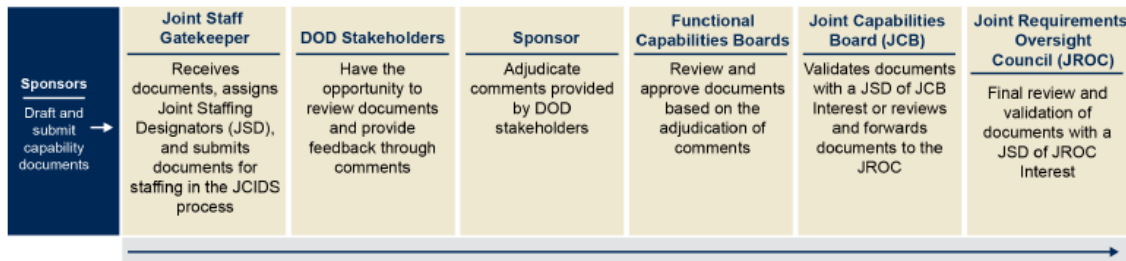 Sponsors
Draft and
submit
capability
documents
Joint Staff
Gatekeeper
Receives
documents, assigns
Joint Staffing
Designators (JSD),
and submits
documents for
staffing in the JCIDS
process
DOD Stakeholders
Have the
opportunity to
review documents
and provide
feedback through
comments
Sponsor
Adjudicate
comments provided
by DOD
stakeholders
Functional
Capabilities Boards
Review and
approve documents
based on the
adjudication of
comments
Joint Capabilities
Board (JCB)
Validates documents
with a JSD of JCB
Interest or reviews
and forwards
documents to the
JROC
Joint Requirements
Oversight
Council (JROC)
Final review and
validation of
documents with a
JSD of JROC
Interest